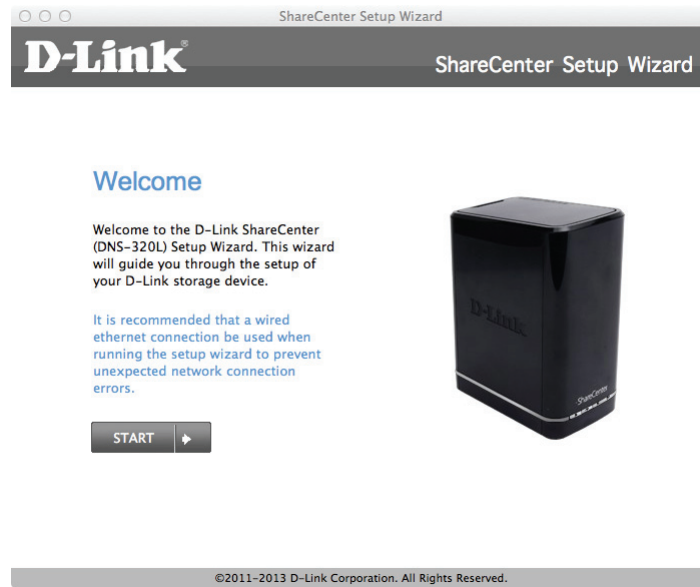 ShareCenter Setup Wizard
D-Link®
ShareCenter Setup Wizard
Welcome
Welcome to the D-Link ShareCenter
(DNS-320L) Setup Wizard. This wizard
will guide you through the setup of
your D-Link storage device.
It is recommended that a wired
ethernet connection be used when
running the setup wizard to prevent
unexpected network connection
errors.
START
D-Link
ShareCenter
©2011-2013 D-Link Corporation. All Rights Reserved.